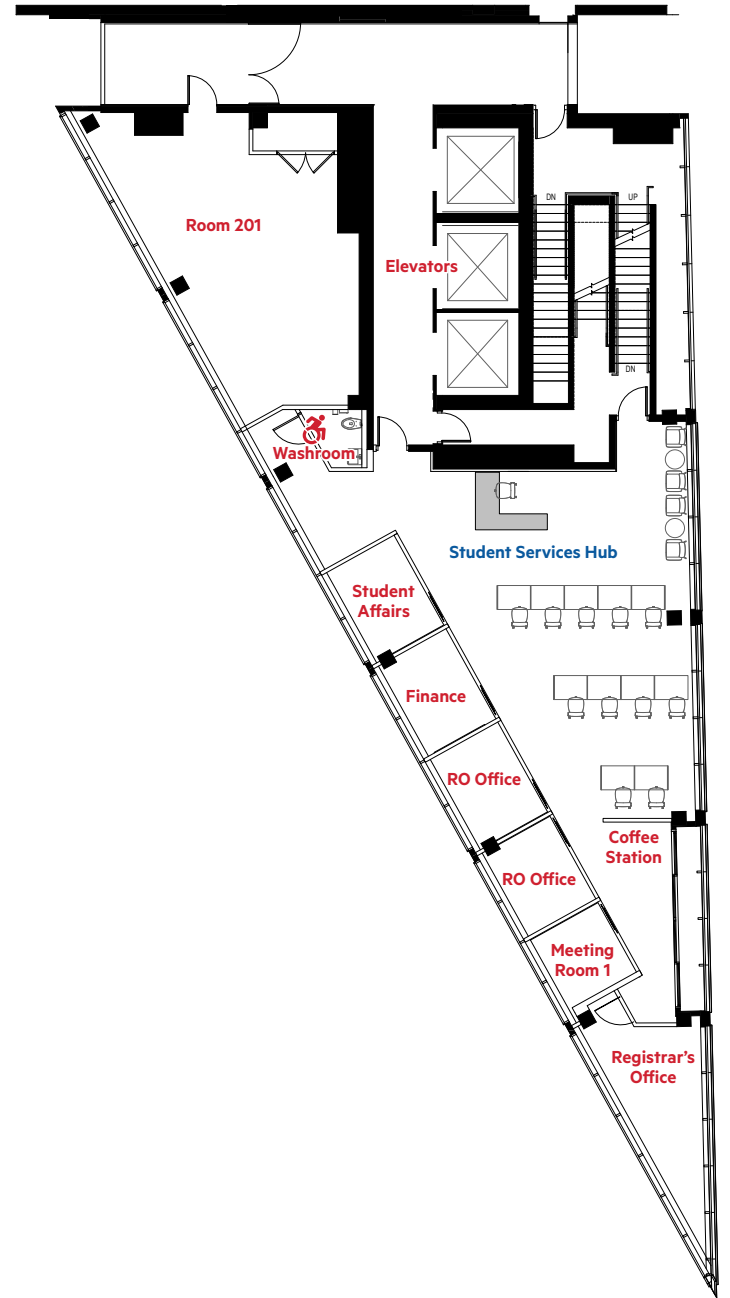 DN
UP
Room 201
Elevators
DN
Washroom
Student Services Hub
Student
Affairs
Finance
RO Office
Coffee
Station
RO Office
Meeting
Room 1
Registrar's
Office